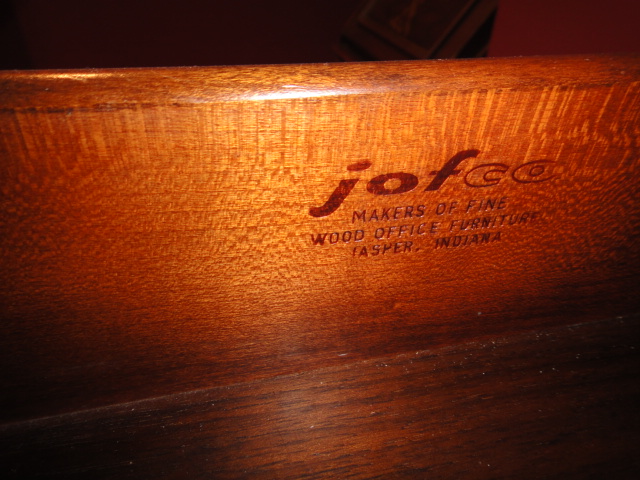 jofco
MAKERS OF FINE
WOOD OFFICE FURNITURE
JASPER, INDIANA